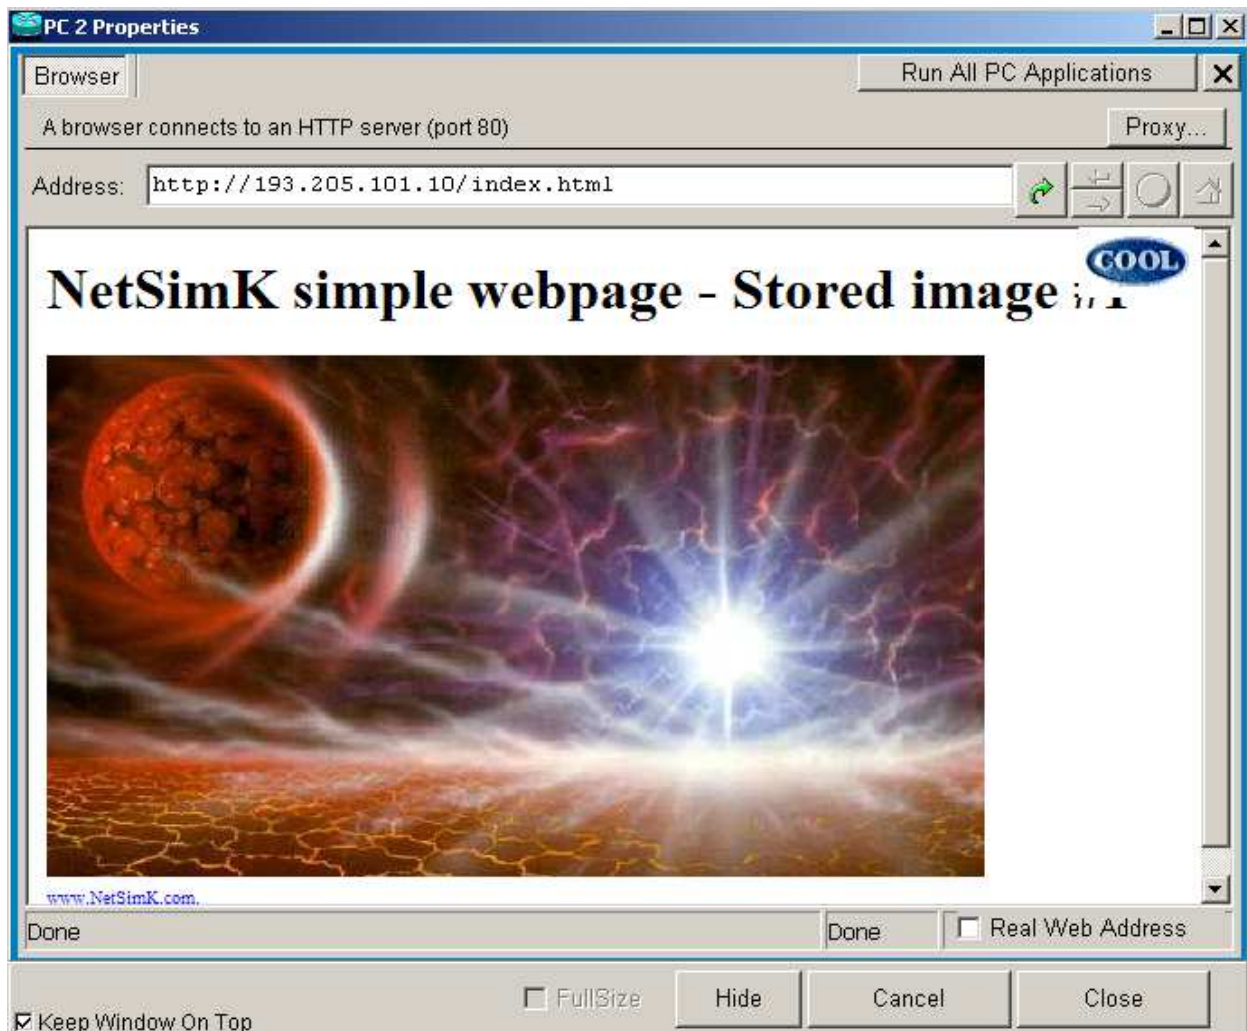 PC 2 Properties
Browser
Run All PC Applications
A browser connects to an HTTP server (port 80)
Proxy...
Address:
http://193.205.101.10/index.html
COOL
NetSimK simple webpage - Stored image
www.NetSimK.com.
Done
Done
Real Web Address
FullSize
Hide
Cancel
Close
Keep Window On Top